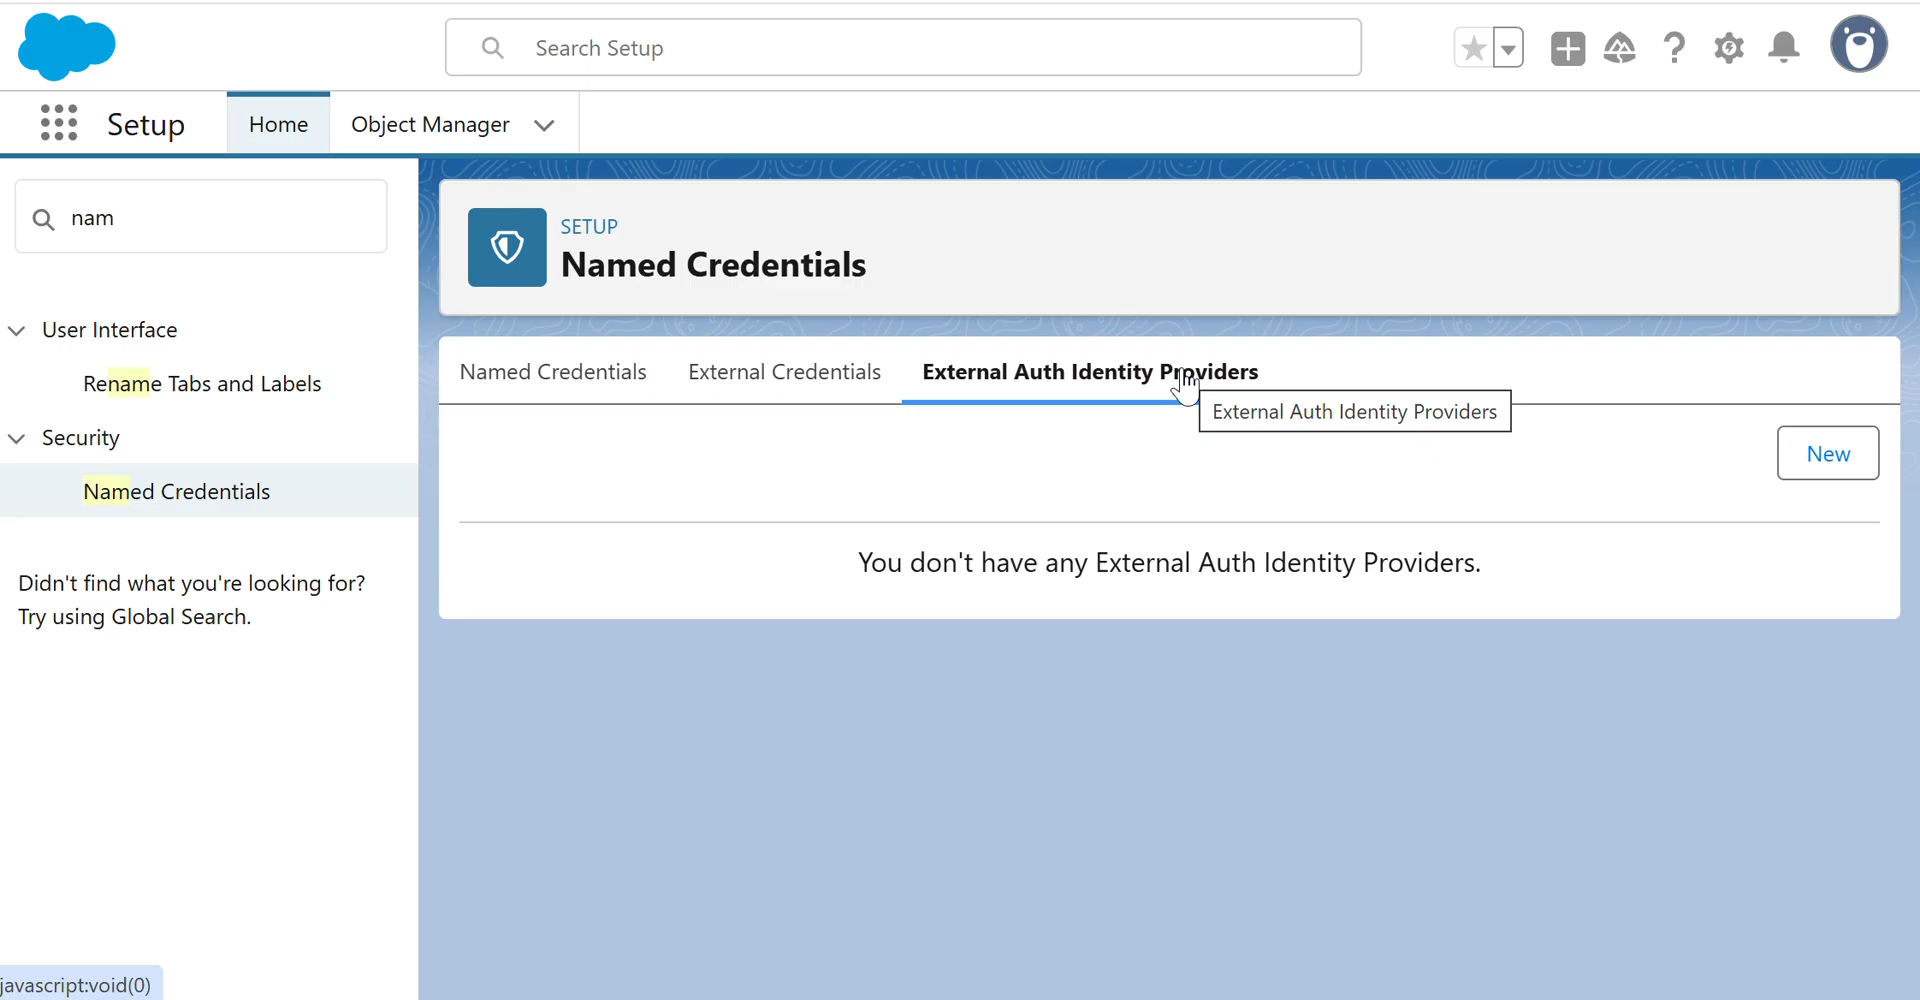 Search Setup
Setup
Home
Object Manager
nam
User Interface
Rename Tabs and Labels
Security
Named Credentials
Didn't find what you're looking for?
Try using Global Search.
SETUP
Named Credentials
Named Credentials
External Credentials
External Auth Identity Providers
External Auth Identity Providers
New
You don't have any External Auth Identity Providers.
javascript:void(0)